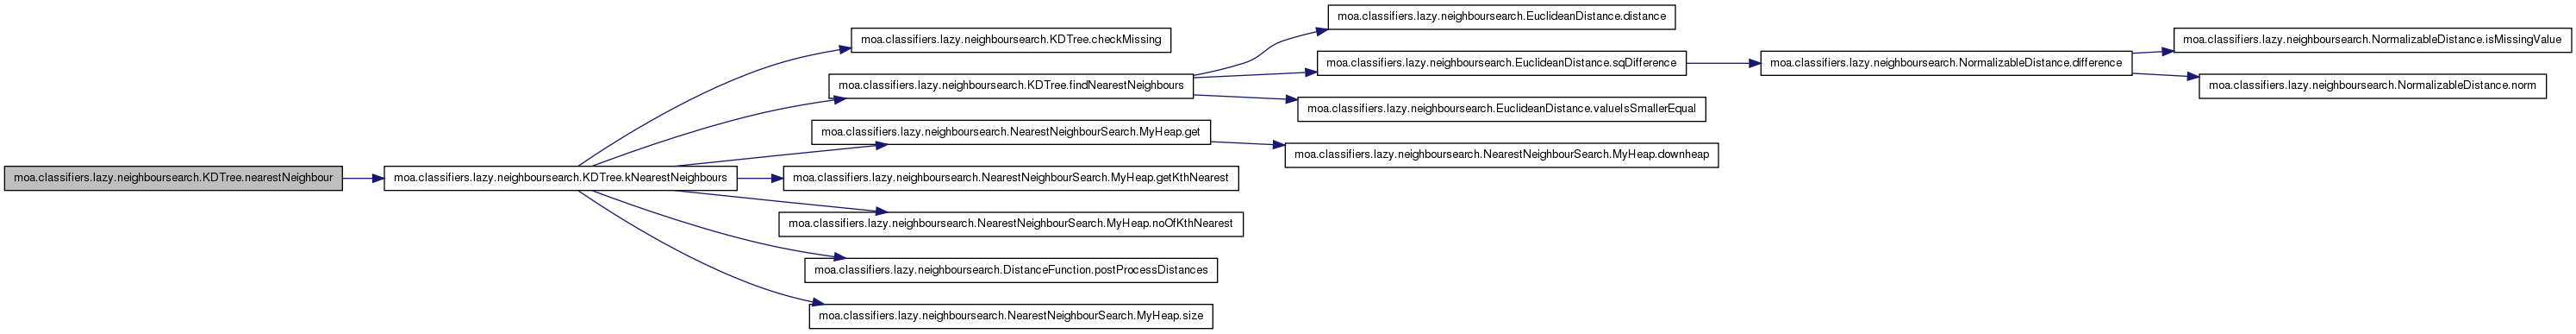 moa.classifiers.lazy.neighboursearch.KDTree.nearestNeighbour
moa.classifiers.lazy.neighboursearch.KDTree.kNearestNeighbours
moa.classifiers.lazy.neighboursearch.KDTree.checkMissing
moa.classifiers.lazy.neighboursearch.KDTree.findNearestNeighbours
moa.classifiers.lazy.neighboursearch.NearestNeighbourSearch.MyHeap.get
moa.classifiers.lazy.neighboursearch.NearestNeighbourSearch.MyHeap.getKthNearest
moa.classifiers.lazy.neighboursearch.NearestNeighbourSearch.MyHeap.noOfKthNearest
moa.classifiers.lazy.neighboursearch.DistanceFunction.postProcessDistances
moa.classifiers.lazy.neighboursearch.NearestNeighbourSearch.MyHeap.size
moa.classifiers.lazy.neighboursearch.EuclideanDistance.distance
moa.classifiers.lazy.neighboursearch.EuclideanDistance.sqDifference
moa.classifiers.lazy.neighboursearch.EuclideanDistance.valueIsSmallerEqual
moa.classifiers.lazy.neighboursearch.NearestNeighbourSearch.MyHeap.downheap
moa.classifiers.lazy.neighboursearch.NormalizableDistance.difference
moa.classifiers.lazy.neighboursearch.NormalizableDistance.isMissingValue
moa.classifiers.lazy.neighboursearch.NormalizableDistance.norm